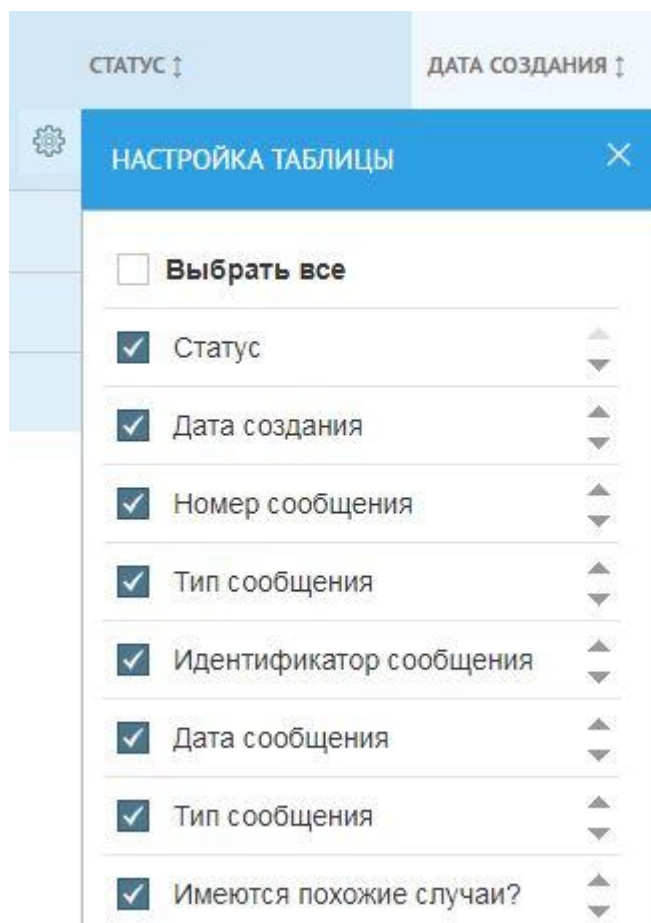 СТАТУС
ДАТА СОЗДАНИЯ
НАСТРОЙКА ТАБЛИЦЫ
Выбрать все
Статус
Дата создания
Номер сообщения
Тип сообщения
Идентификатор сообщения
Дата сообщения
Тип сообщения
Имеются похожие случаи?